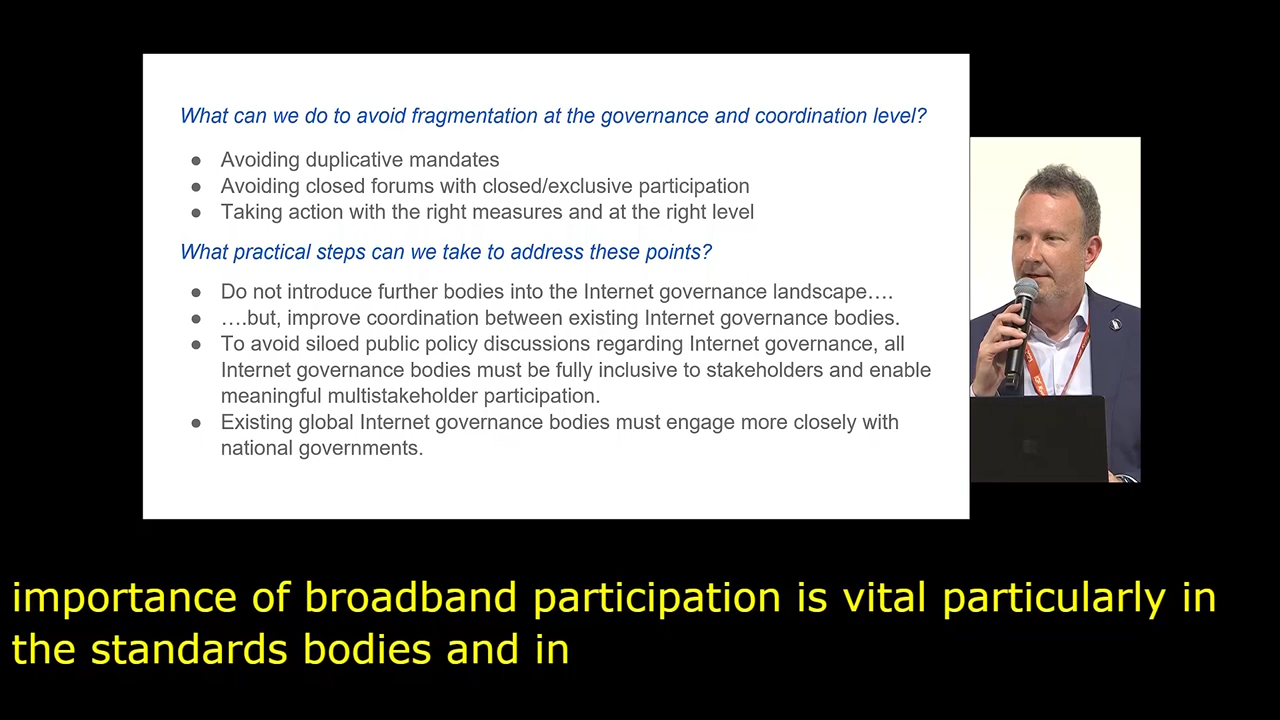 What can we do to avoid fragmentation at the governance and coordination level?
● Avoiding duplicative mandates
● Avoiding closed forums with closed/exclusive participation
● Taking action with the right measures and at the right level
What practical steps can we take to address these points?
● Do not introduce further bodies into the Internet governance landscape….
● ….but, improve coordination between existing Internet governance bodies.
● To avoid siloed public policy discussions regarding Internet governance, all
Internet governance bodies must be fully inclusive to stakeholders and enable
meaningful multistakeholder participation.
● Existing global Internet governance bodies must engage more closely with
national governments.
importance of broadband participation is vital particularly in
the standards bodies and in